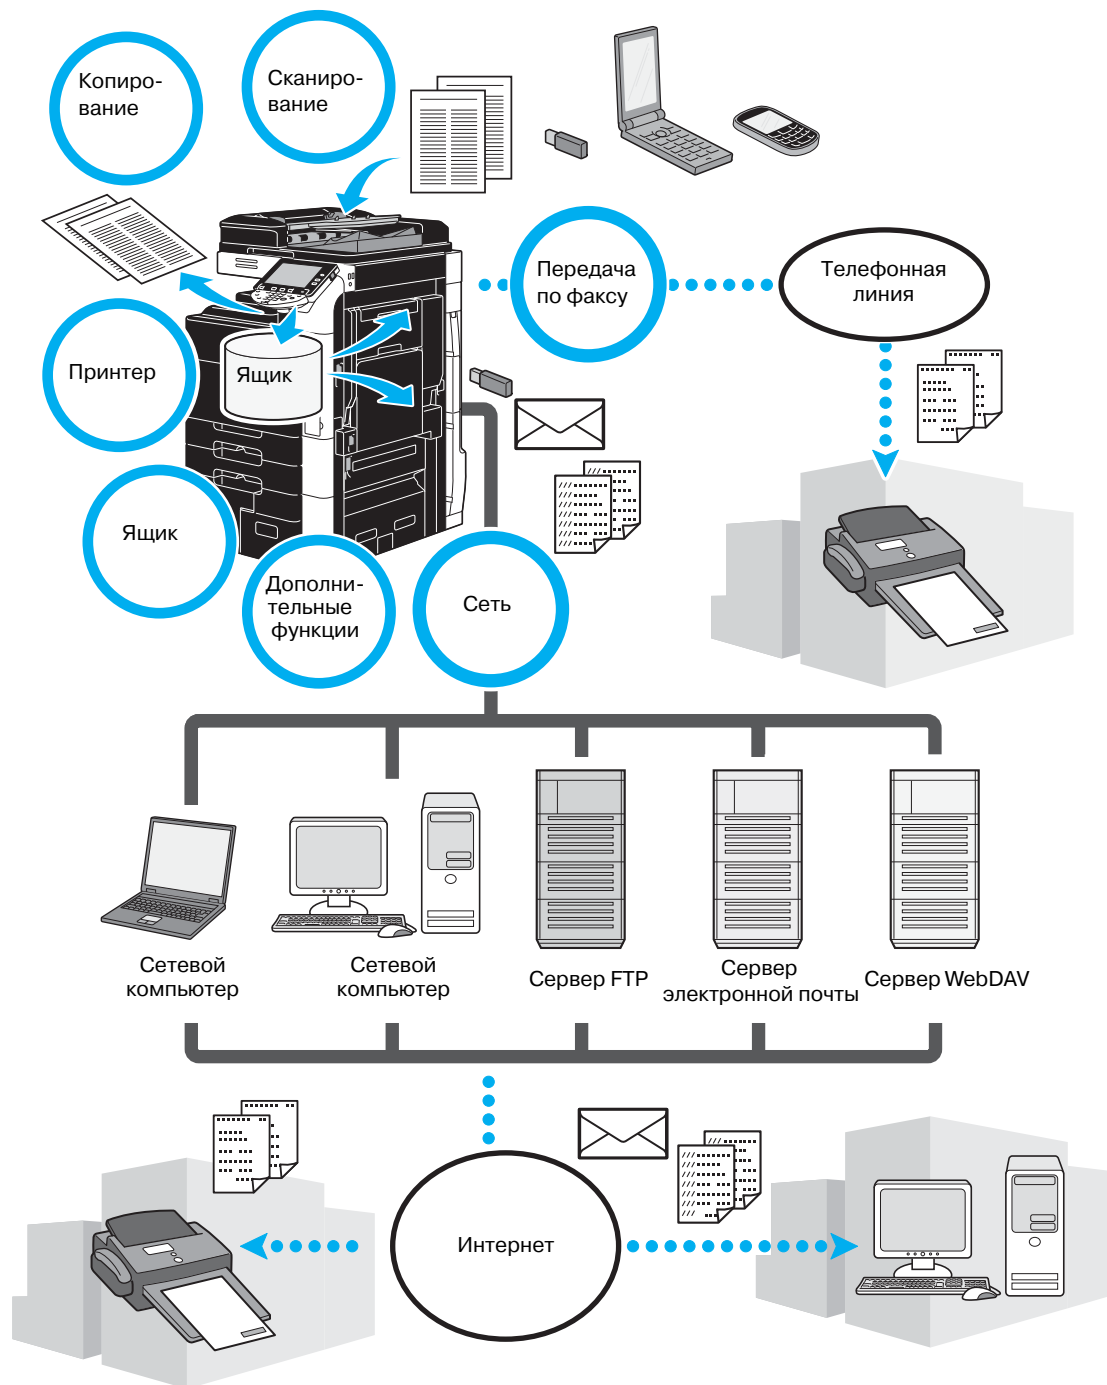 Копиро-
вание
Сканиро-
вание
Передача
по факсу
Телефонная
линия
Принтер
Ящик
Ящик
Дополни-
тельные
функции
Сеть
Сетевой
компьютер
Сетевой
компьютер
Сервер FTP
Сервер
электронной почты
Сервер WebDAV
Интернет